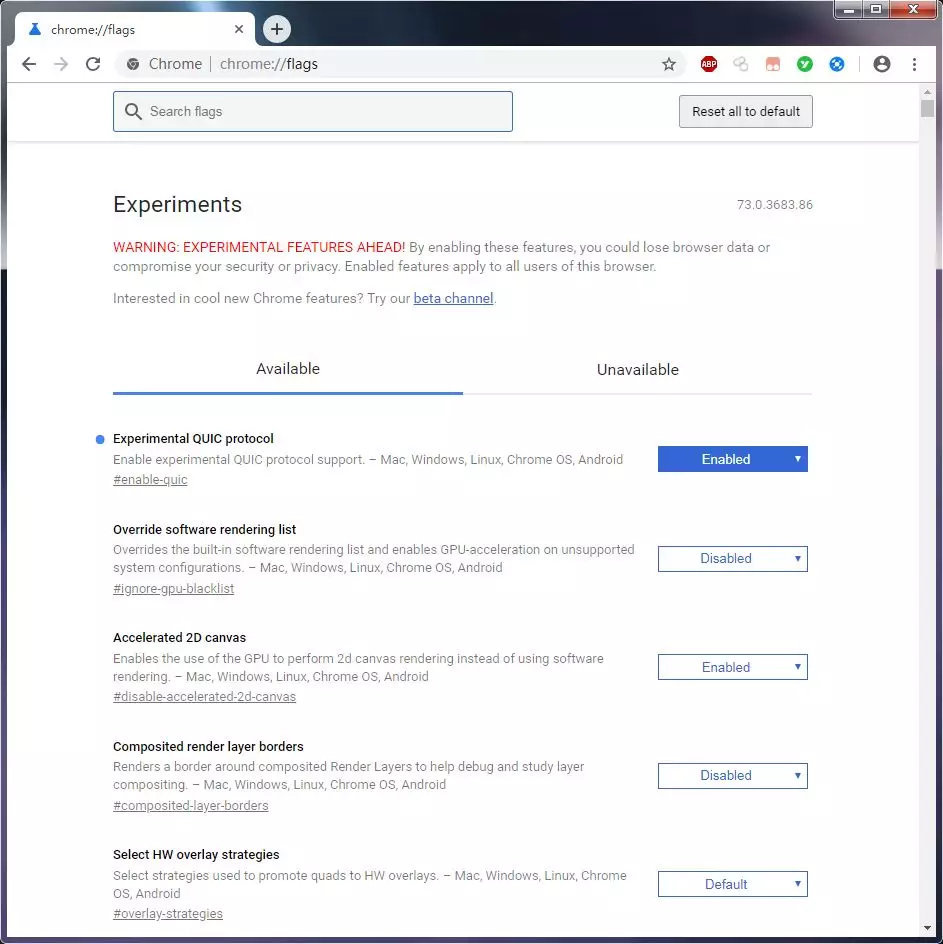 chrome://flags
Chrome | chrome://flags
ABP
Search flags
Reset all to default
Experiments
73.0.3683.86
WARNING: EXPERIMENTAL FEATURES AHEAD! By enabling these features, you could lose browser data or
compromise your security or privacy. Enabled features apply to all users of this browser.
Interested in cool new Chrome features? Try our beta channel.
Available
Unavailable
Experimental QUIC protocol
Enable experimental QUIC protocol support. – Mac, Windows, Linux, Chrome OS, Android
#enable-quic
Enabled
Override software rendering list
Overrides the built-in software rendering list and enables GPU-acceleration on unsupported
system configurations. – Mac, Windows, Linux, Chrome OS, Android
#ignore-gpu-blacklist
Disabled
Accelerated 2D canvas
Enables the use of the GPU to perform 2d canvas rendering instead of using software
rendering. – Mac, Windows, Linux, Chrome OS, Android
#disable-accelerated-2d-canvas
Enabled
Composited render layer borders
Renders a border around composited Render Layers to help debug and study layer
compositing. – Mac, Windows, Linux, Chrome OS, Android
#composited-layer-borders
Disabled
Select HW overlay strategies
Select strategies used to promote quads to HW overlays. – Mac, Windows, Linux, Chrome
OS, Android
#overlay-strategies
Default